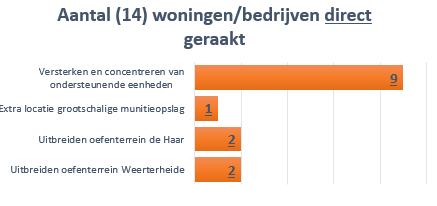 Aantal (14) woningen/bedrijven direct
geraakt
Versterken en concentreren van
ondersteunende eenheden
9
Extra locatie grootschalige munitieopslag
1
Uitbreiden oefenterrein de Haar
2
Uitbreiden oefenterrein Weerterheide
2